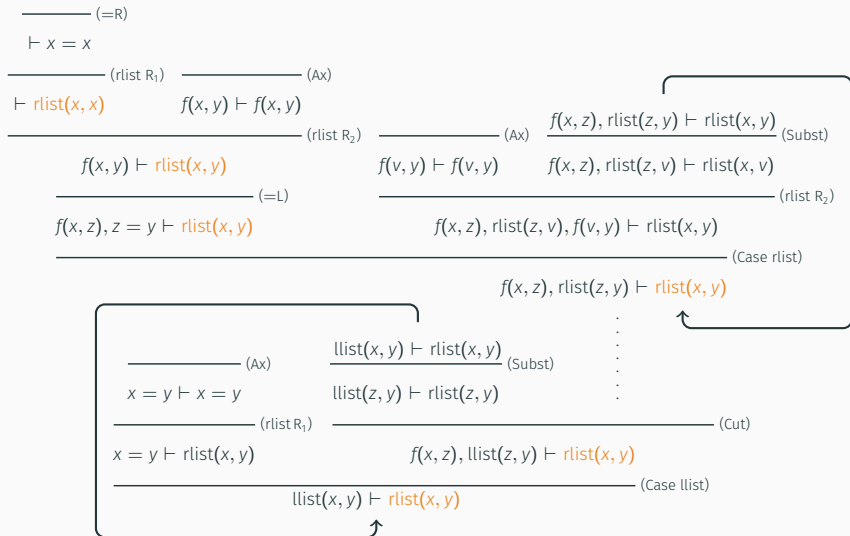 (=R)
⊢ x = x
(rlist R₁) (Ax)
⊢ rlist(x, x) f(x, y) ⊢ f(x, y) f(x, z), rlist(z, y) ⊢ rlist(x, y)
(rlist R₂) (Ax) (Subst)
f(x, y) ⊢ rlist(x, y) f(v, y) ⊢ f(v, y) f(x, z), rlist(z, v) ⊢ rlist(x, v)
(=L) (rlist R₂)
f(x, z), z = y ⊢ rlist(x, y) f(x, z), rlist(z, v), f(v, y) ⊢ rlist(x, y)
(Case rlist)
f(x, z), rlist(z, y) ⊢ rlist(x, y)
llist(x, y) ⊢ rlist(x, y)
(Ax) (Subst)
x = y ⊢ x = y llist(z, y) ⊢ rlist(z, y)
(rlist R₁) (Cut)
x = y ⊢ rlist(x, y) f(x, z), llist(z, y) ⊢ rlist(x, y)
(Case llist)
llist(x, y) ⊢ rlist(x, y)